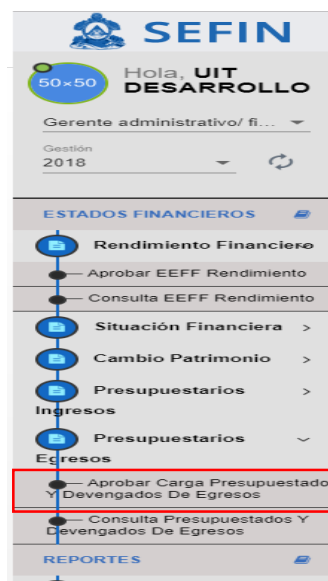 SEFIN
50×50
Hola, UIT
DESARROLLO
Gerente administrativo/ fi...
Gestión
2018
ESTADOS FINANCIEROS
Rendimiento Financiero
Aprobar EEFF Rendimiento
Consulta EEFF Rendimiento
Situación Financiera >
Cambio Patrimonio >
Presupuestarios >
Ingresos
Presupuestarios
Egresos
Aprobar Carga Presupuestado
Y Devengados De Egresos
Consulta Presupuestados Y
Devengados De Egresos
REPORTES